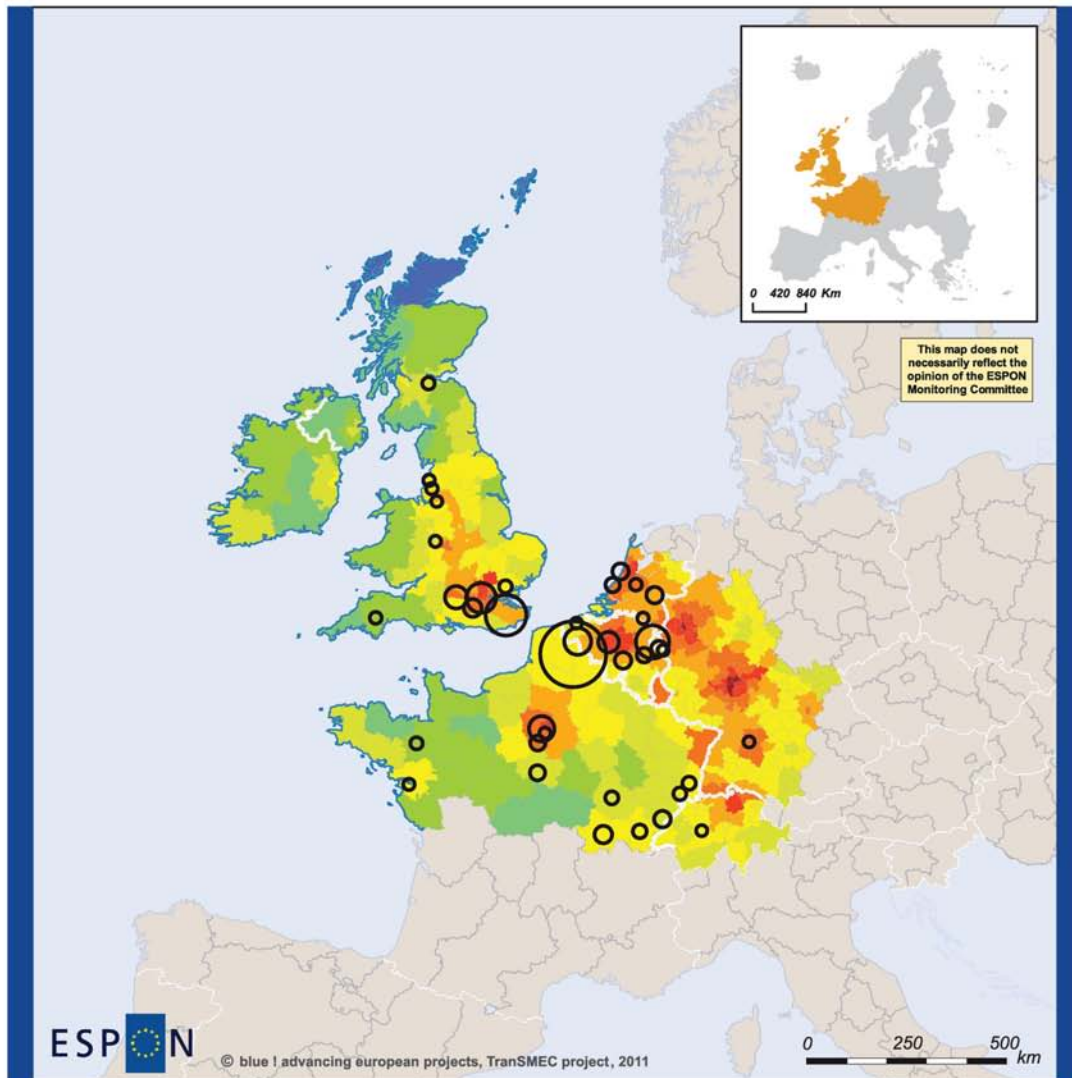 0 420 840 Km
This map does not
necessarily reflect the
opinion of the ESPON
Monitoring Committee
ESPON
© blue ! advancing european projects, TranSMEC project, 2011
0 250 500
km